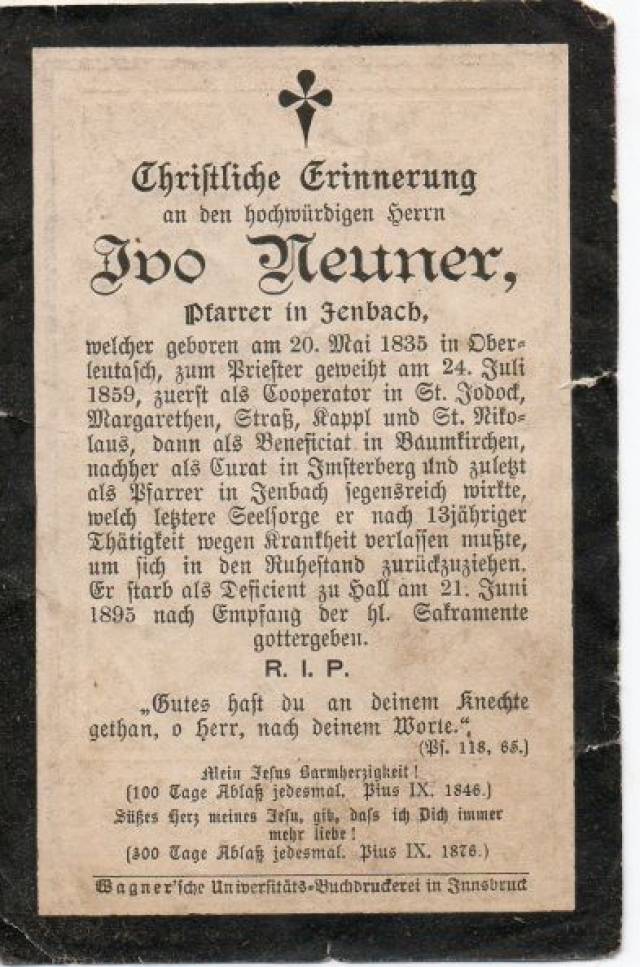 Christliche Erinnerung
an den hochwürdigen Herrn
Ivo Neuner,
Pfarrer in Jenbach,
welcher geboren am 20. Mai 1835 in Ober-
leutasch, zum Priester geweiht am 24. Juli
1859, zuerst als Cooperator in St. Jodock,
Margarethen, Straß, Kappl und St. Niko-
laus, dann als Beneficiat in Baumkirchen,
nachher als Curat in Imsterberg und zuletzt
als Pfarrer in Jenbach segensreich wirkte,
welch letztere Seelsorge er nach 13jähriger
Thätigkeit wegen Krankheit verlassen mußte,
um sich in den Ruhestand zurückzuziehen.
Er starb als Deficient zu Hall am 21. Juni
1895 nach Empfang der hl. Sakramente
gottergeben.
R. I. P.
„Gutes hast du an deinem Knechte
gethan, o Herr, nach deinem Worte."
(Ps. 118, 65.)
Mein Jesus Barmherzigkeit!
(100 Tage Ablaß jedesmal. Pius IX. 1846.)
Süßes Herz meines Jesu, gib, dass ich Dich immer
mehr liebe!
(300 Tage Ablaß jedesmal. Pius IX. 1876.)
Wagner'sche Universitäts-Buchdruckerei in Innsbruck